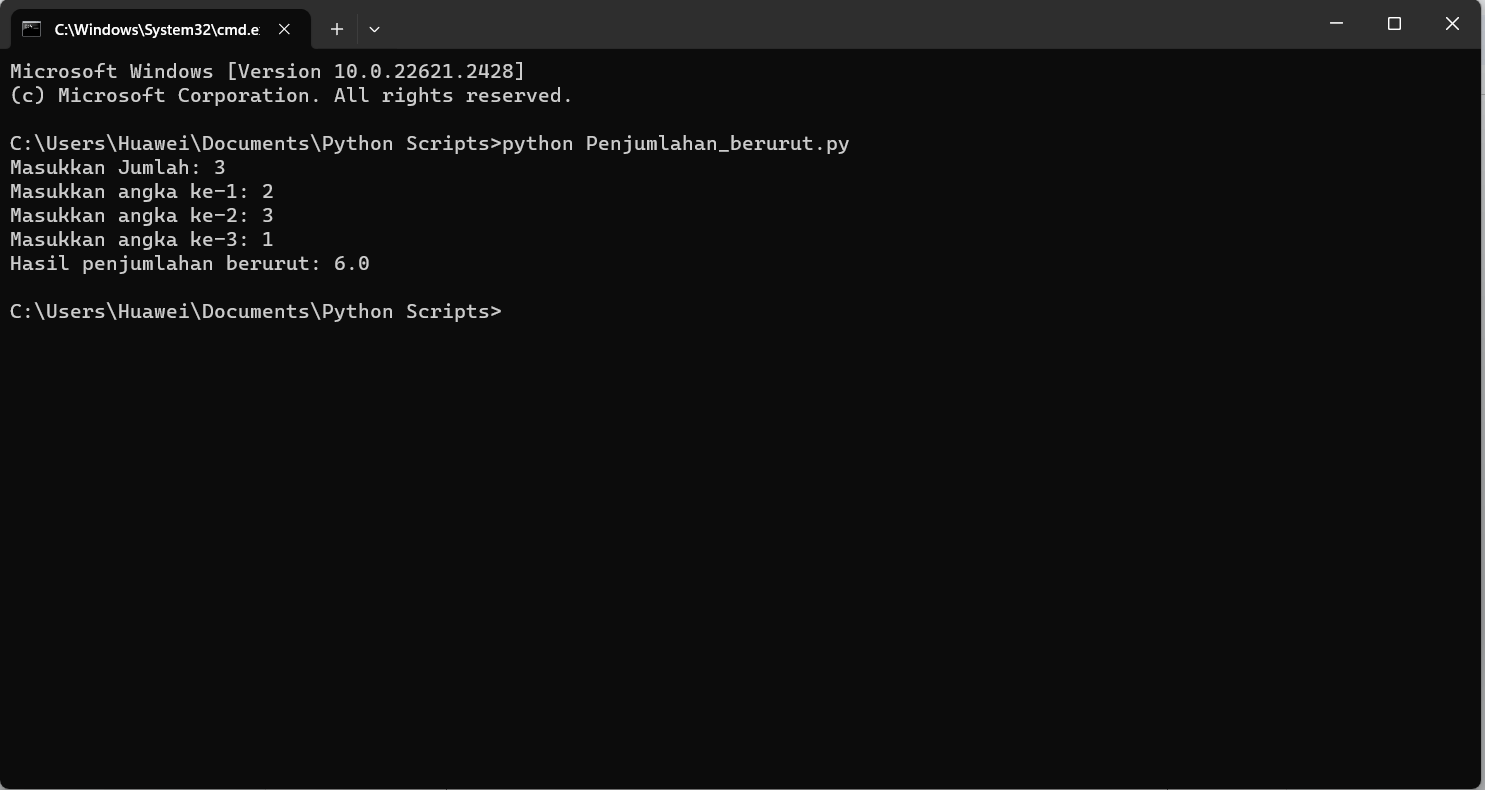 C:\Windows\System32\cmd.e
Microsoft Windows [Version 10.0.22621.2428]
(c) Microsoft Corporation. All rights reserved.
C:\Users\Huawei\Documents\Python Scripts>python Penjumlahan_berurut.py
Masukkan Jumlah: 3
Masukkan angka ke-1: 2
Masukkan angka ke-2: 3
Masukkan angka ke-3: 1
Hasil penjumlahan berurut: 6.0
C:\Users\Huawei\Documents\Python Scripts>